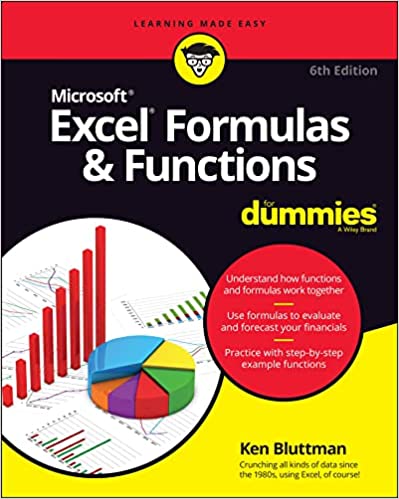 LEARNING MADE EASY
6th Edition
Microsoft®
Excel® Formulas
& Functions
for
dummies®
A Wiley Brand
Understand how functions
and formulas work together
Use formulas to evaluate
and forecast your financials
Practice with step-by-step
example functions
Ken Bluttman
Crunching all kinds of data since
the 1980s, using Excel, of course!